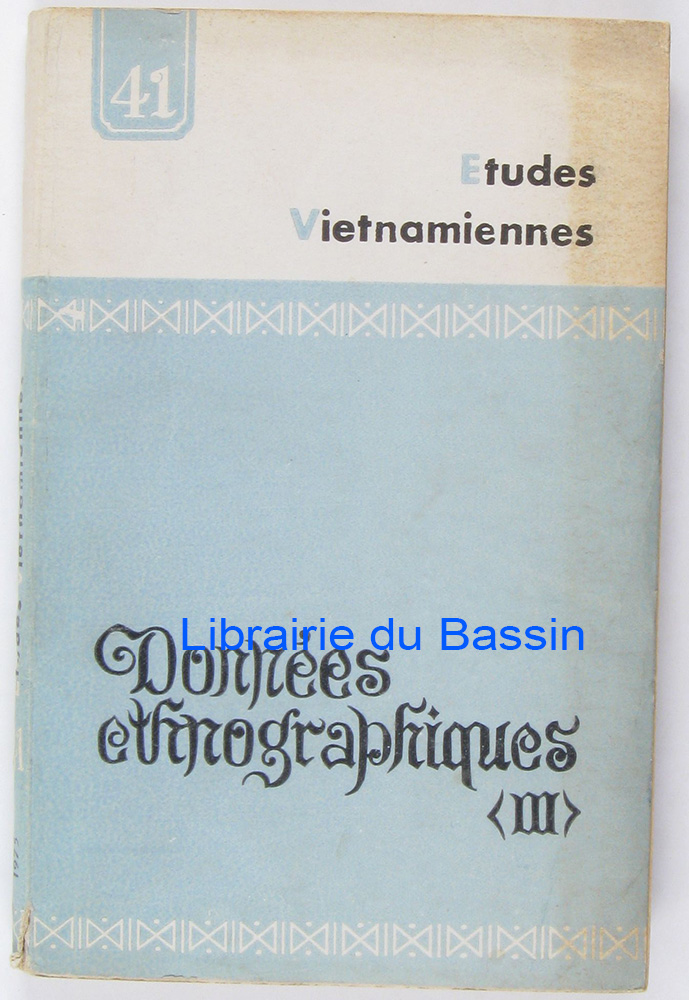 41
Etudes
Vietnamiennes
Librairie du Bassin
Données
ethnographiques
<III>